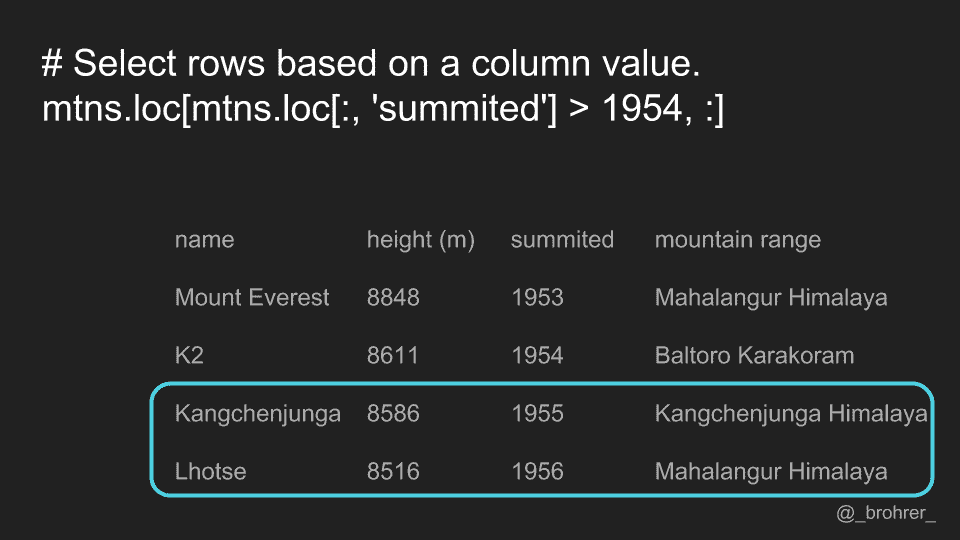 # Select rows based on a column value.
mtns.loc[mtns.loc[:, 'summited'] > 1954, :]
name height (m) summited mountain range
Mount Everest 8848 1953 Mahalangur Himalaya
K2 8611 1954 Baltoro Karakoram
Kangchenjunga 8586 1955 Kangchenjunga Himalaya
Lhotse 8516 1956 Mahalangur Himalaya
@_brohrer_